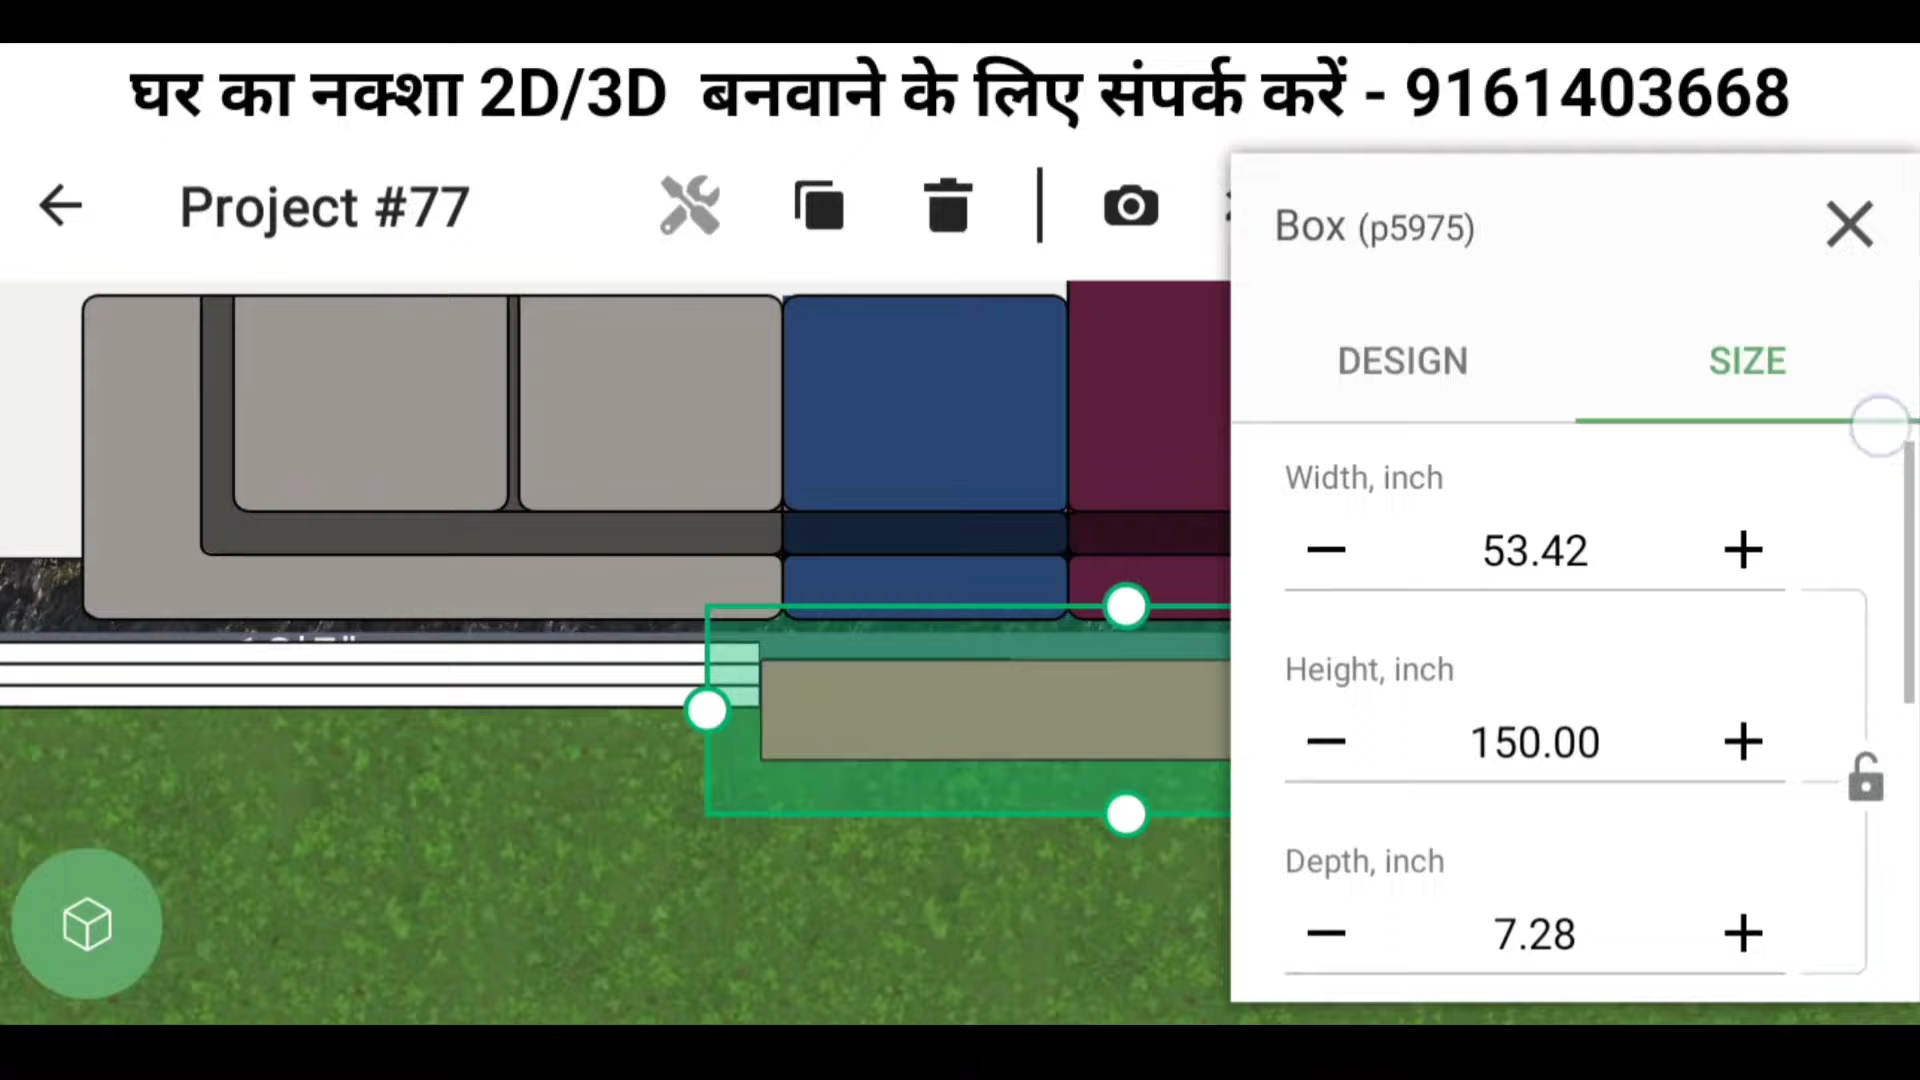 घर का नक्शा 2D/3D बनवाने के लिए संपर्क करें - 9161403668
Project #77
Box (p5975)
DESIGN
SIZE
Width, inch
53.42
Height, inch
150.00
Depth, inch
7.28